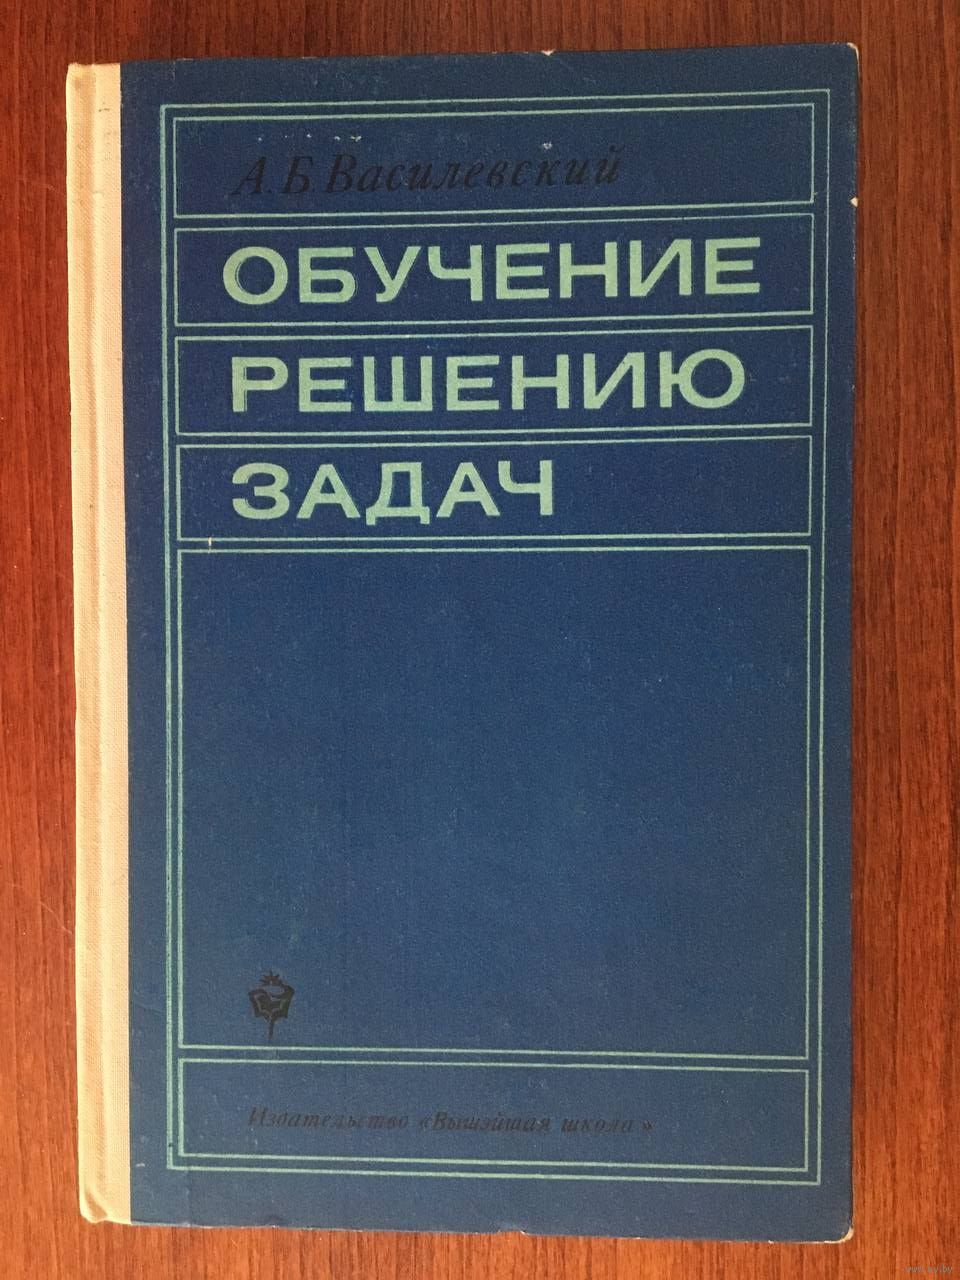 А. Б. Василевский
ОБУЧЕНИЕ
РЕШЕНИЮ
ЗАДАЧ
Издательство «Вышэйшая школа»